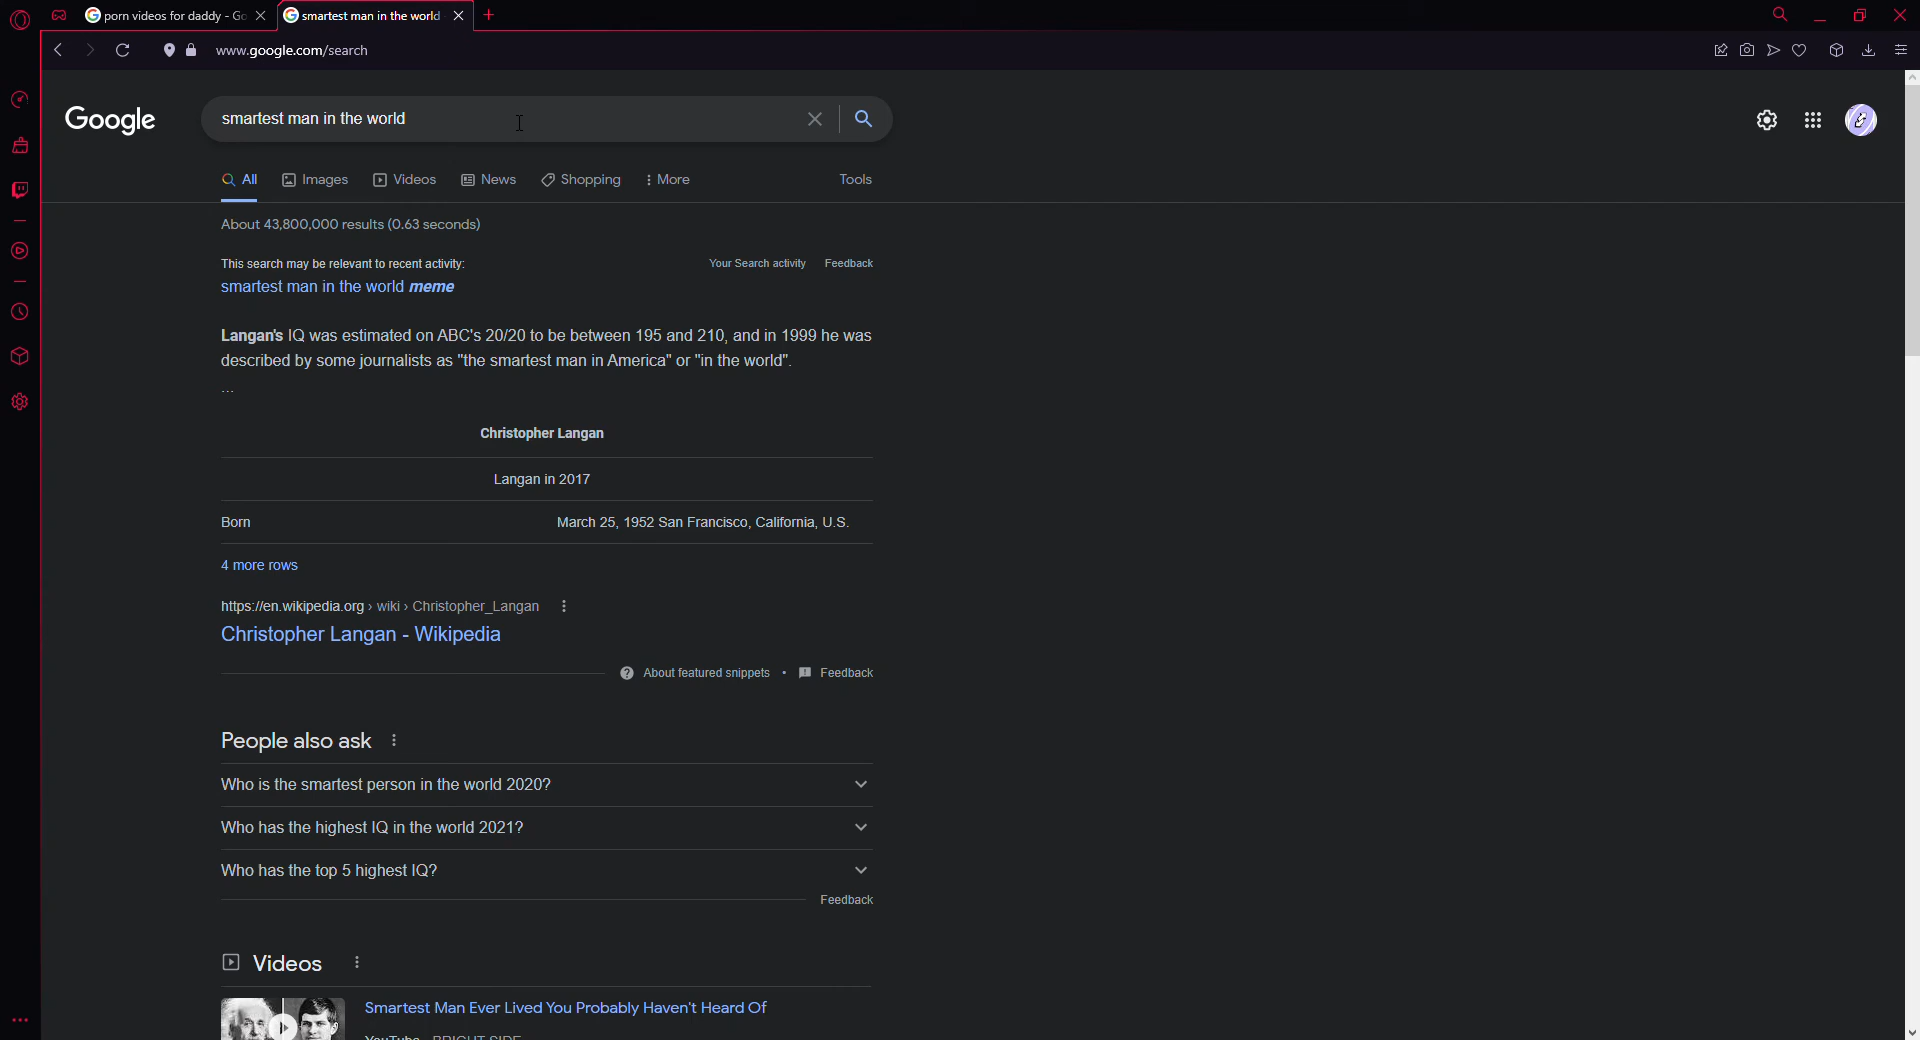 porn videos for daddy - Go
smartest man in the world
www.google.com/search
Google
smartest man in the world
All Images Videos News Shopping More Tools
About 43,800,000 results (0.63 seconds)
This search may be relevant to recent activity: Your Search activity Feedback
smartest man in the world meme
Langan's IQ was estimated on ABC's 20/20 to be between 195 and 210, and in 1999 he was
described by some journalists as "the smartest man in America" or "in the world".
...
Christopher Langan
Langan in 2017
Born March 25, 1952 San Francisco, California, U.S.
4 more rows
https://en.wikipedia.org › wiki › Christopher_Langan
Christopher Langan - Wikipedia
About featured snippets • Feedback
People also ask
Who is the smartest person in the world 2020?
Who has the highest IQ in the world 2021?
Who has the top 5 highest IQ?
Feedback
Videos
Smartest Man Ever Lived You Probably Haven't Heard Of
YouTube BRIGHT SIDE